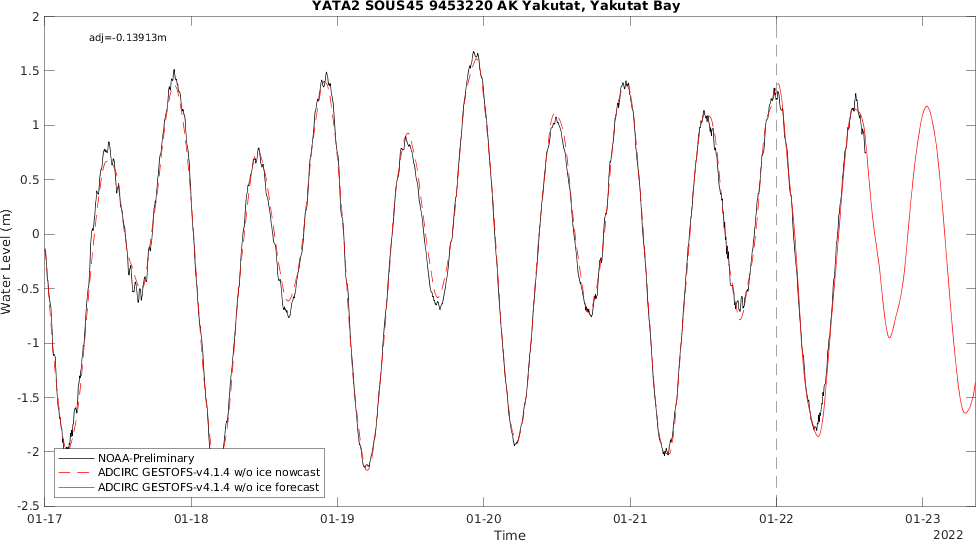 YATA2 SOUS45 9453220 AK Yakutat, Yakutat Bay
adj=-0.13913m
2
1.5
1
0.5
0
-0.5
-1
-1.5
-2
-2.5
Water Level (m)
NOAA-Preliminary
ADCIRC GESTOFS-v4.1.4 w/o ice nowcast
ADCIRC GESTOFS-v4.1.4 w/o ice forecast
01-17 01-18 01-19 01-20 01-21 01-22 01-23
Time
2022